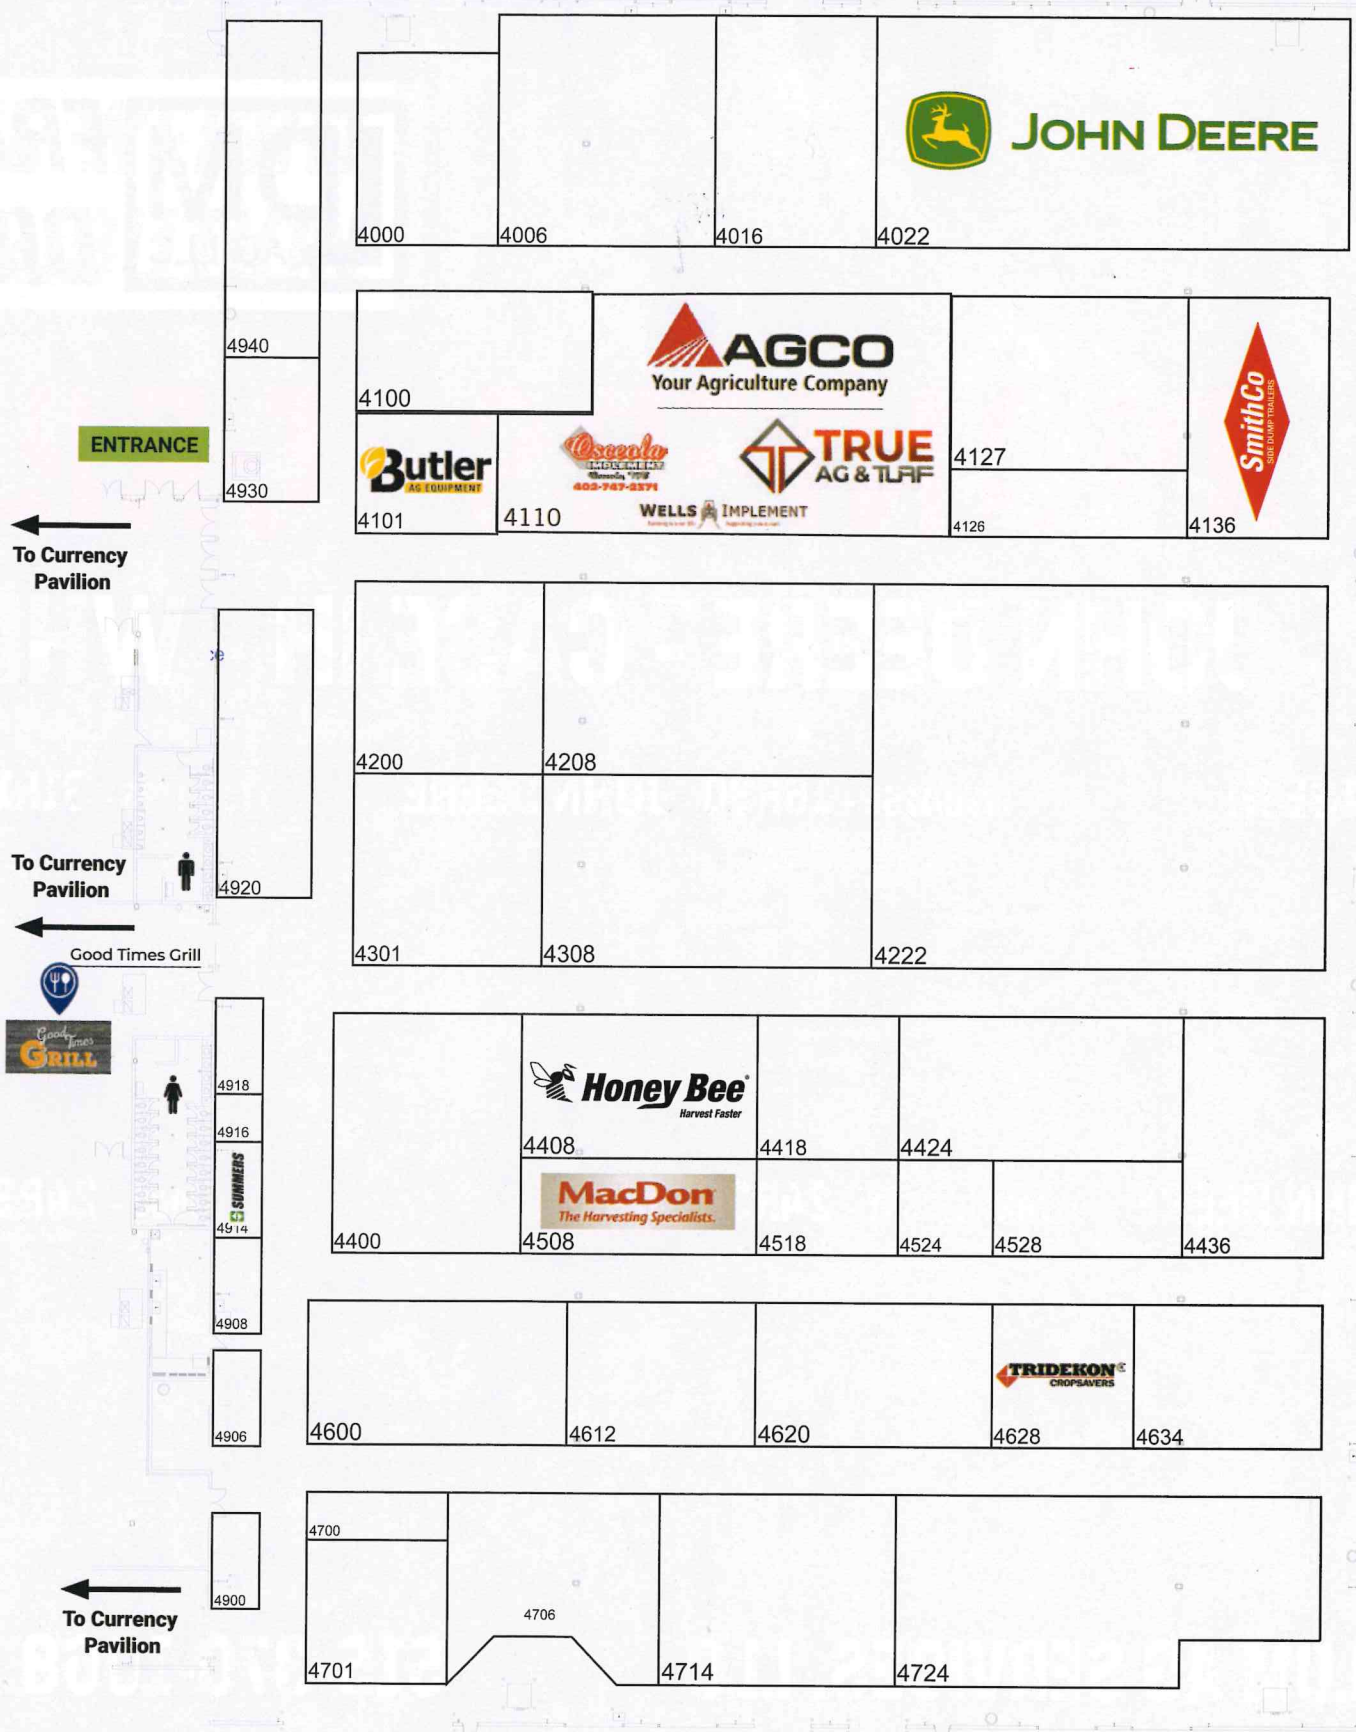 JOHN DEERE
4000
4006
4016
4022
4940
4930
ENTRANCE
To Currency
Pavilion
4100
AGCO
Your Agriculture Company
Butler
AG EQUIPMENT
4101
Osceola
IMPLEMENT
402-747-2371
TRUE
AG & TURF
WELLS IMPLEMENT
4110
4127
4126
SmithCo
SIDE DUMP TRAILERS
4136
4200
4208
4301
4308
4222
4920
To Currency
Pavilion
Good Times Grill
Good Times
GRILL
4918
4916
SUMMERS
4914
4908
4906
4900
Honey Bee
Harvest Faster
4408
4418
4424
MacDon
The Harvesting Specialists.
4400
4508
4518
4524
4528
4436
TRIDEKON
CROPSAVERS
4600
4612
4620
4628
4634
4700
4701
4706
4714
4724
To Currency
Pavilion